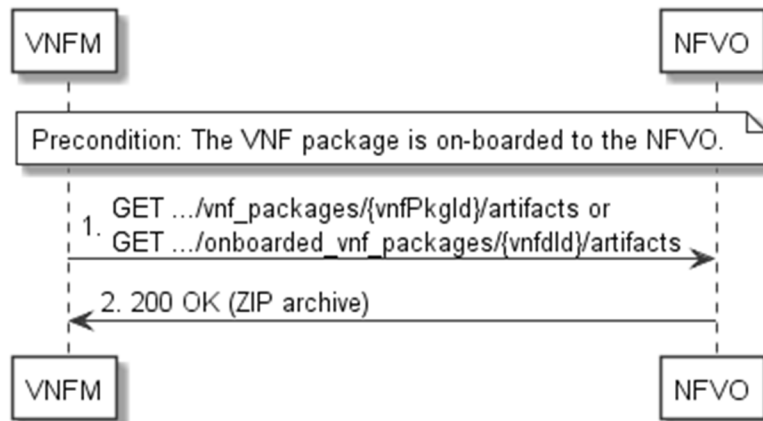 VNFM
NFVO
Precondition: The VNF package is on-boarded to the NFVO.
1. GET .../vnf_packages/{vnfPkgId}/artifacts or
GET .../onboarded_vnf_packages/{vnfdId}/artifacts
2. 200 OK (ZIP archive)
VNFM
NFVO